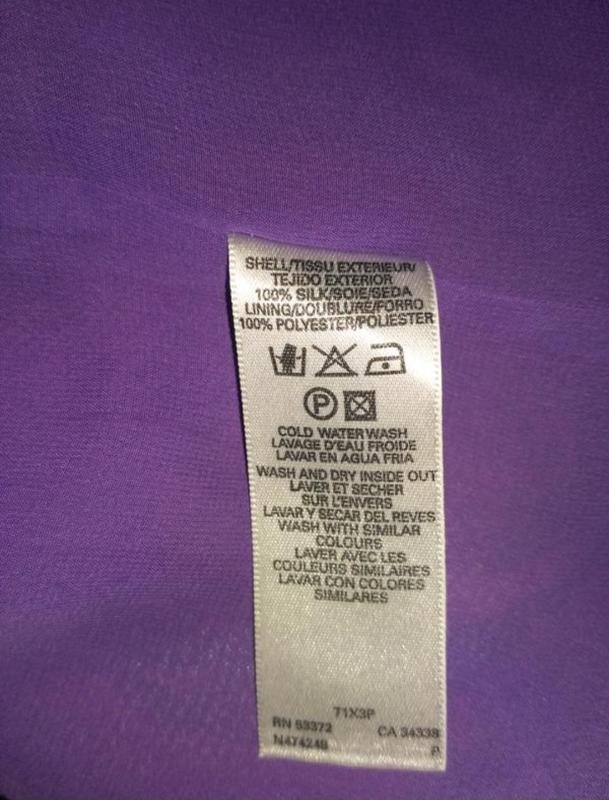 SHELL/TISSU EXTERIEUR/
TEJIDO EXTERIOR
100% SILK/SOIE/SEDA
LINING/DOUBLURE/FORRO
100% POLYESTER/POLIESTER
P
COLD WATER WASH
LAVAGE D'EAU FROIDE
LAVAR EN AGUA FRIA
WASH AND DRY INSIDE OUT
LAVER ET SECHER
SUR L'ENVERS
LAVAR Y SECAR DEL REVES
WASH WITH SIMILAR
COLOURS
LAVER AVEC LES
COULEURS SIMILAIRES
LAVAR CON COLORES
SIMILARES
71X3P
RN 53372 CA 34338
N47424B P